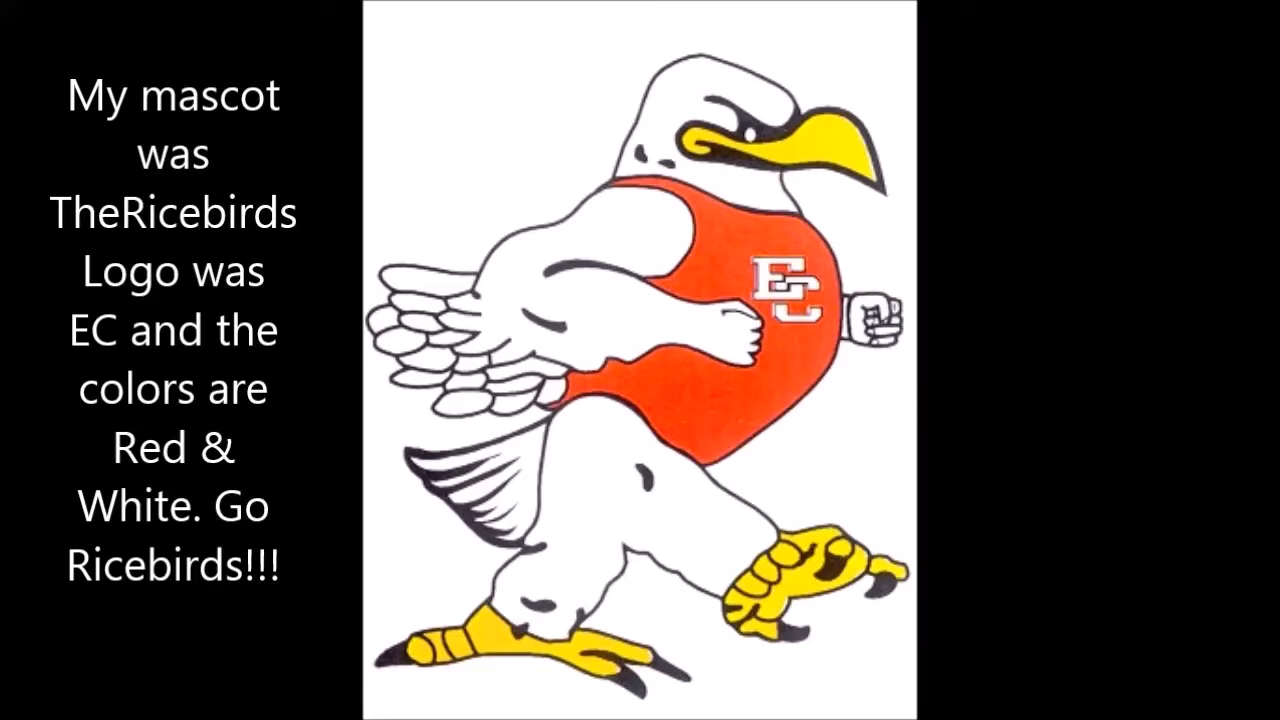 My mascot
was
TheRicebirds
Logo was
EC and the
colors are
Red &
White. Go
Ricebirds!!!
EC